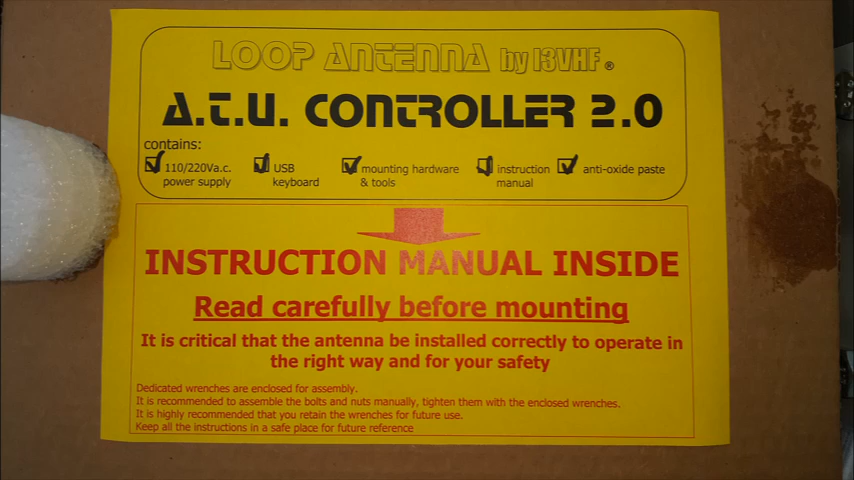 LOOP ANTENNA by I3VHF ®
A.T.U. CONTROLLER 2.0
contains:
110/220Va.c. power supply
USB keyboard
mounting hardware & tools
instruction manual
anti-oxide paste
INSTRUCTION MANUAL INSIDE
Read carefully before mounting
It is critical that the antenna be installed correctly to operate in
the right way and for your safety
Dedicated wrenches are enclosed for assembly.
It is recommended to assemble the bolts and nuts manually, tighten them with the enclosed wrenches.
It is highly recommended that you retain the wrenches for future use.
Keep all the instructions in a safe place for future reference